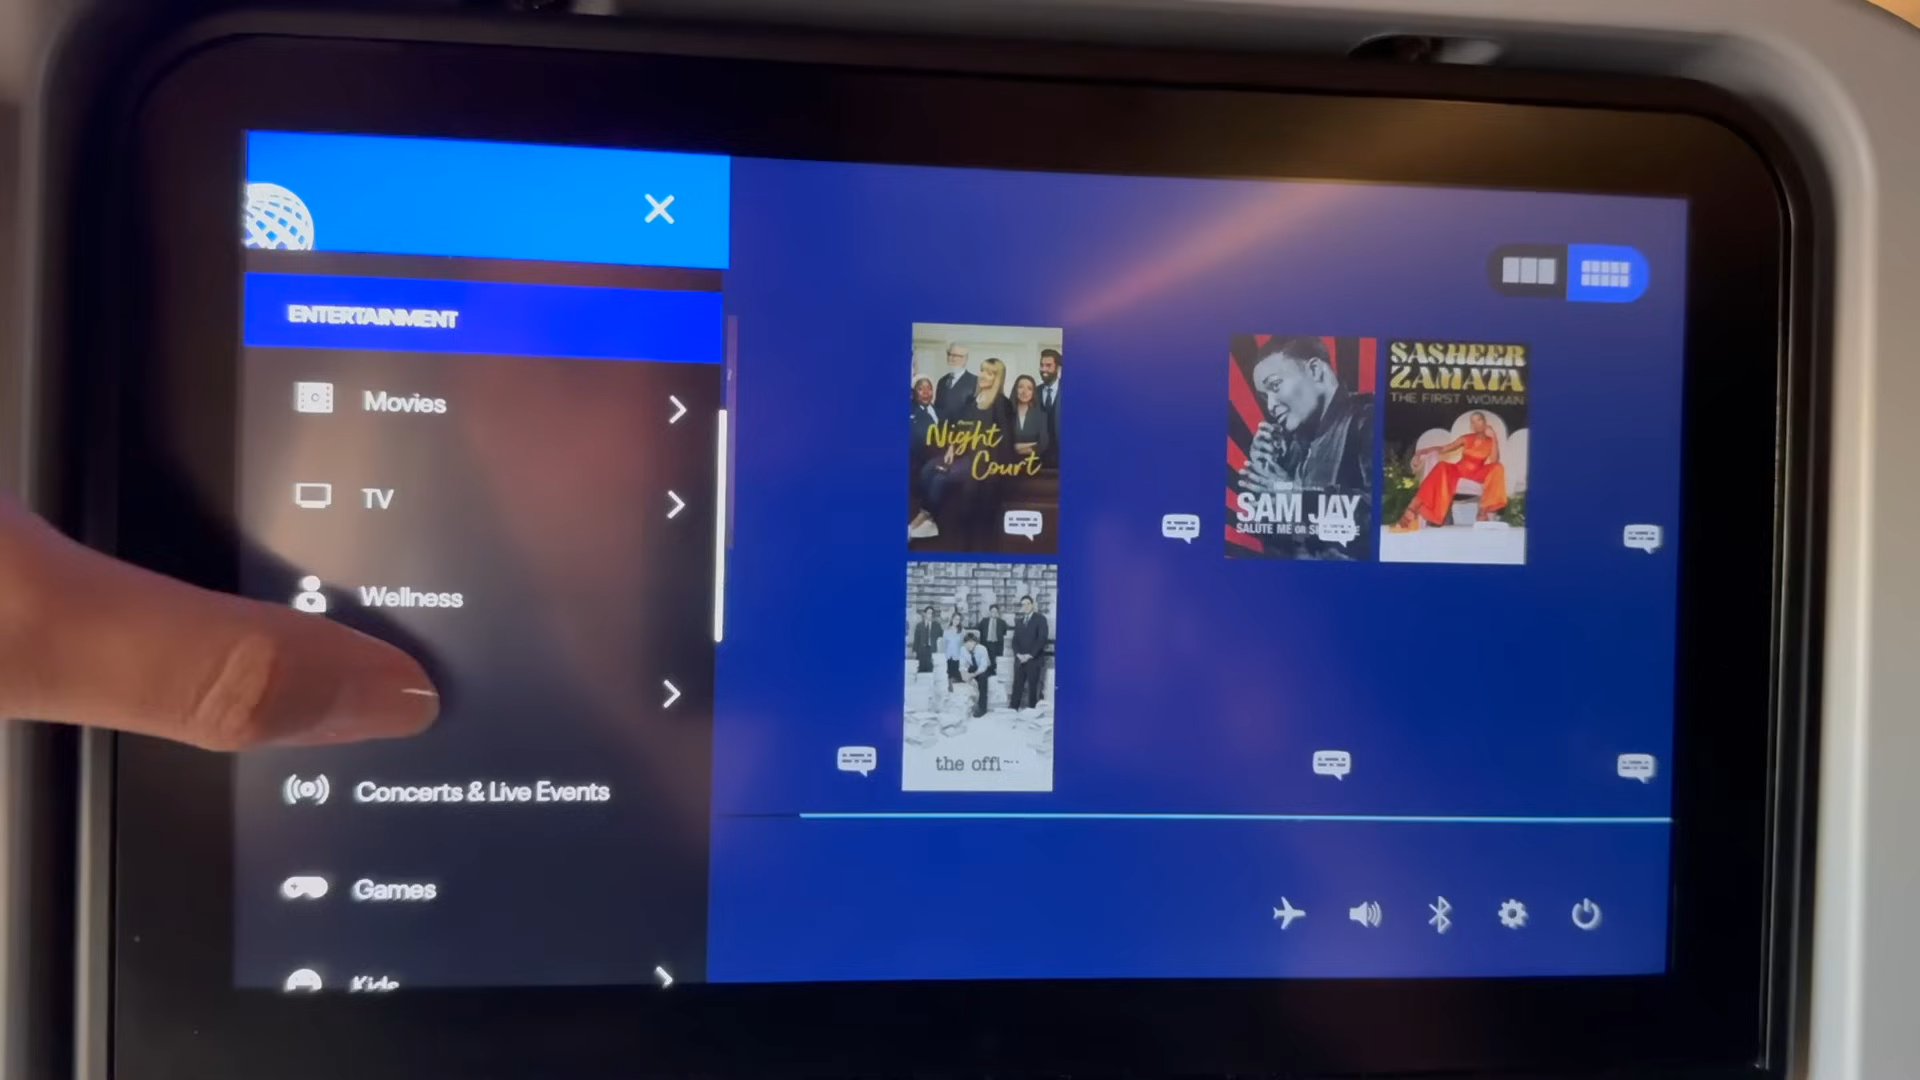 ENTERTAINMENT
Movies
TV
Wellness
Concerts & Live Events
Games
Kids
Night
Court
SAM JAY
SALUTE ME OR
SASHEER
ZAMATA
THE FIRST WOMAN
the offi